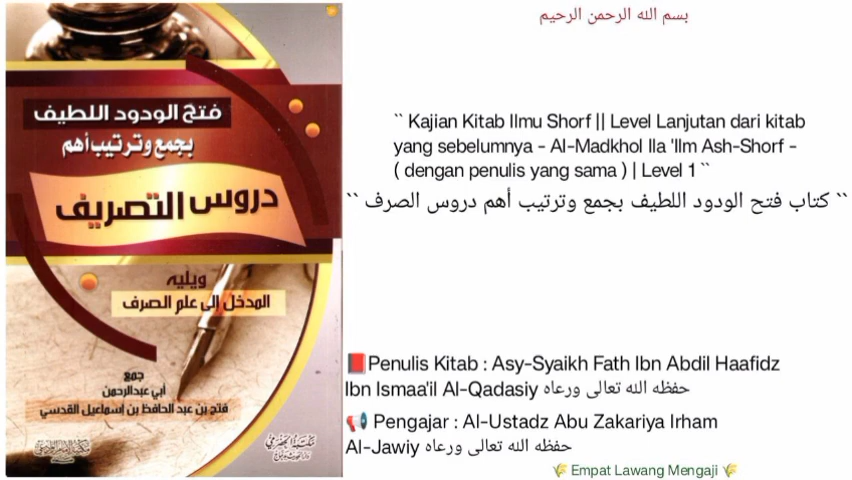 بسم الله الرحمن الرحيم
فتح الودود اللطيف
بجمع وترتيب أهم
دروس التصريف
ويليه
المدخل إلى علم الصرف
جمع
أبي عبدالرحمن
فتح بن عبد الحافظ بن إسماعيل القدسي
`` Kajian Kitab Ilmu Shorf || Level Lanjutan dari kitab
yang sebelumnya - Al-Madkhol Ila 'Ilm Ash-Shorf -
( dengan penulis yang sama ) | Level 1 ``
`` كتاب فتح الودود اللطيف بجمع وترتيب أهم دروس الصرف ``
📕Penulis Kitab : Asy-Syaikh Fath Ibn Abdil Haafidz
Ibn Ismaa'il Al-Qadasiy حفظه الله تعالى ورعاه
📢 Pengajar : Al-Ustadz Abu Zakariya Irham
Al-Jawiy حفظه الله تعالى ورعاه
🌾 Empat Lawang Mengaji 🌾